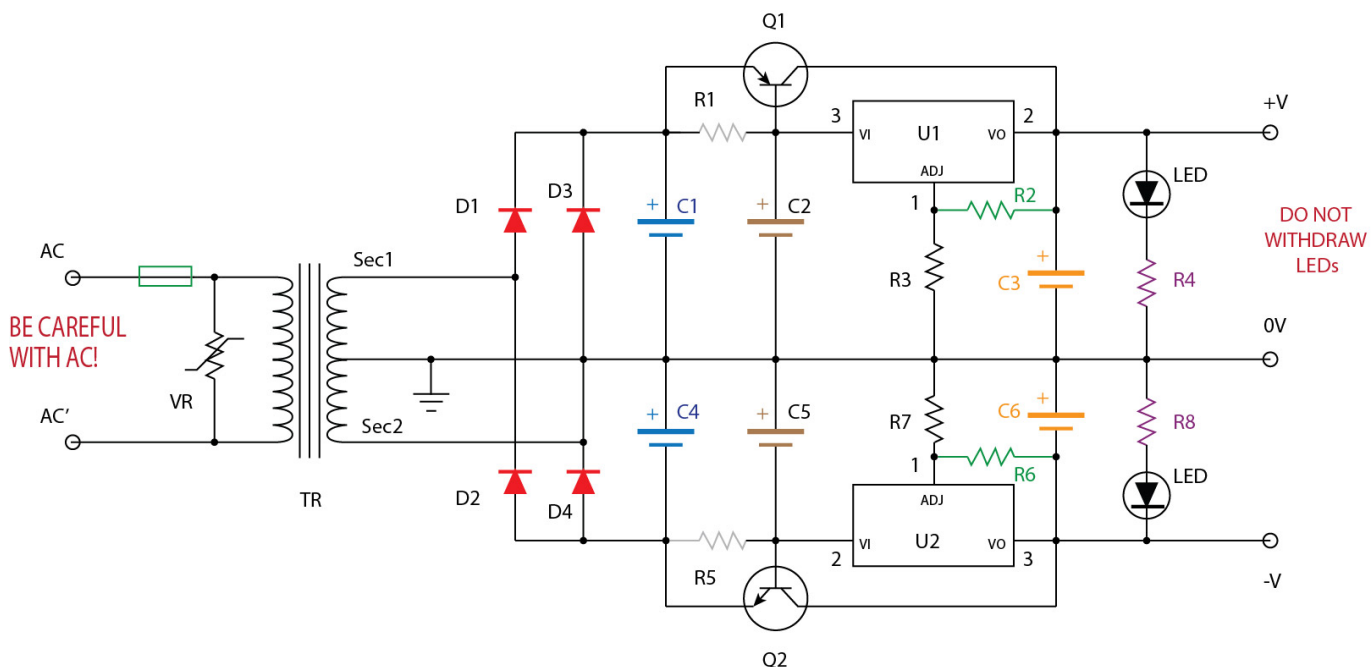 Q1
R1
3
VI
U1
VO
2
ADJ
1
+V
LED
D3
D1
+
C1
+
C2
R2
DO NOT
WITHDRAW
LEDs
AC
Sec1
R3
C3
+
R4
BE CAREFUL
WITH AC!
0V
VR
AC’
Sec2
+
C4
+
C5
R7
C6
+
R8
1
R6
LED
D2
D4
TR
ADJ
R5
2
VI
U2
VO
3
-V
Q2